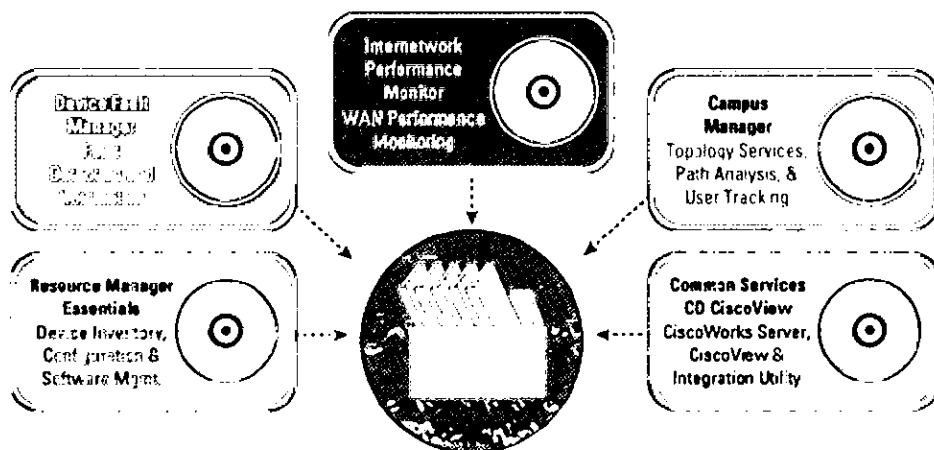 Internetwork
Performance
Monitor
WAN Performance
Monitoring
Device Fault
Manager
Campus
Manager
Topology Services,
Path Analysis, &
User Tracking
Resource Manager
Essentials
Device Inventory,
Configuration &
Software Mgmt.
Common Services
CD CiscoView
CiscoWorks Server,
CiscoView &
Integration Utility